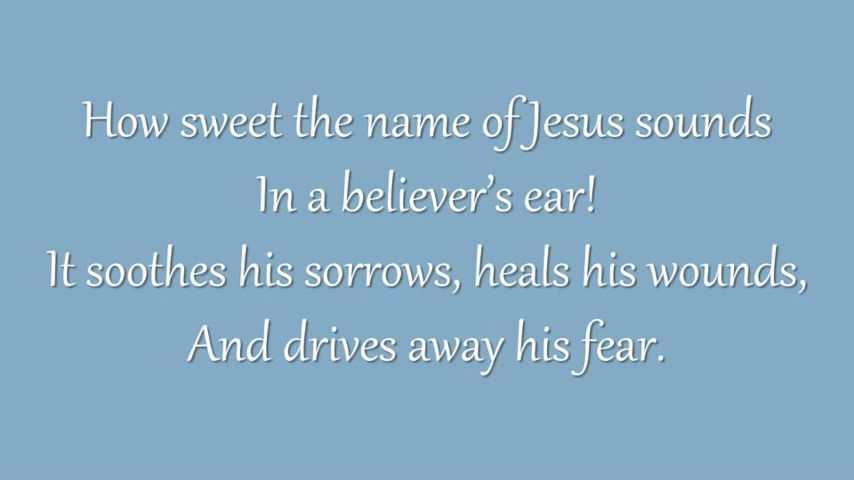 How sweet the name of Jesus sounds
In a believer’s ear!
It soothes his sorrows, heals his wounds,
And drives away his fear.